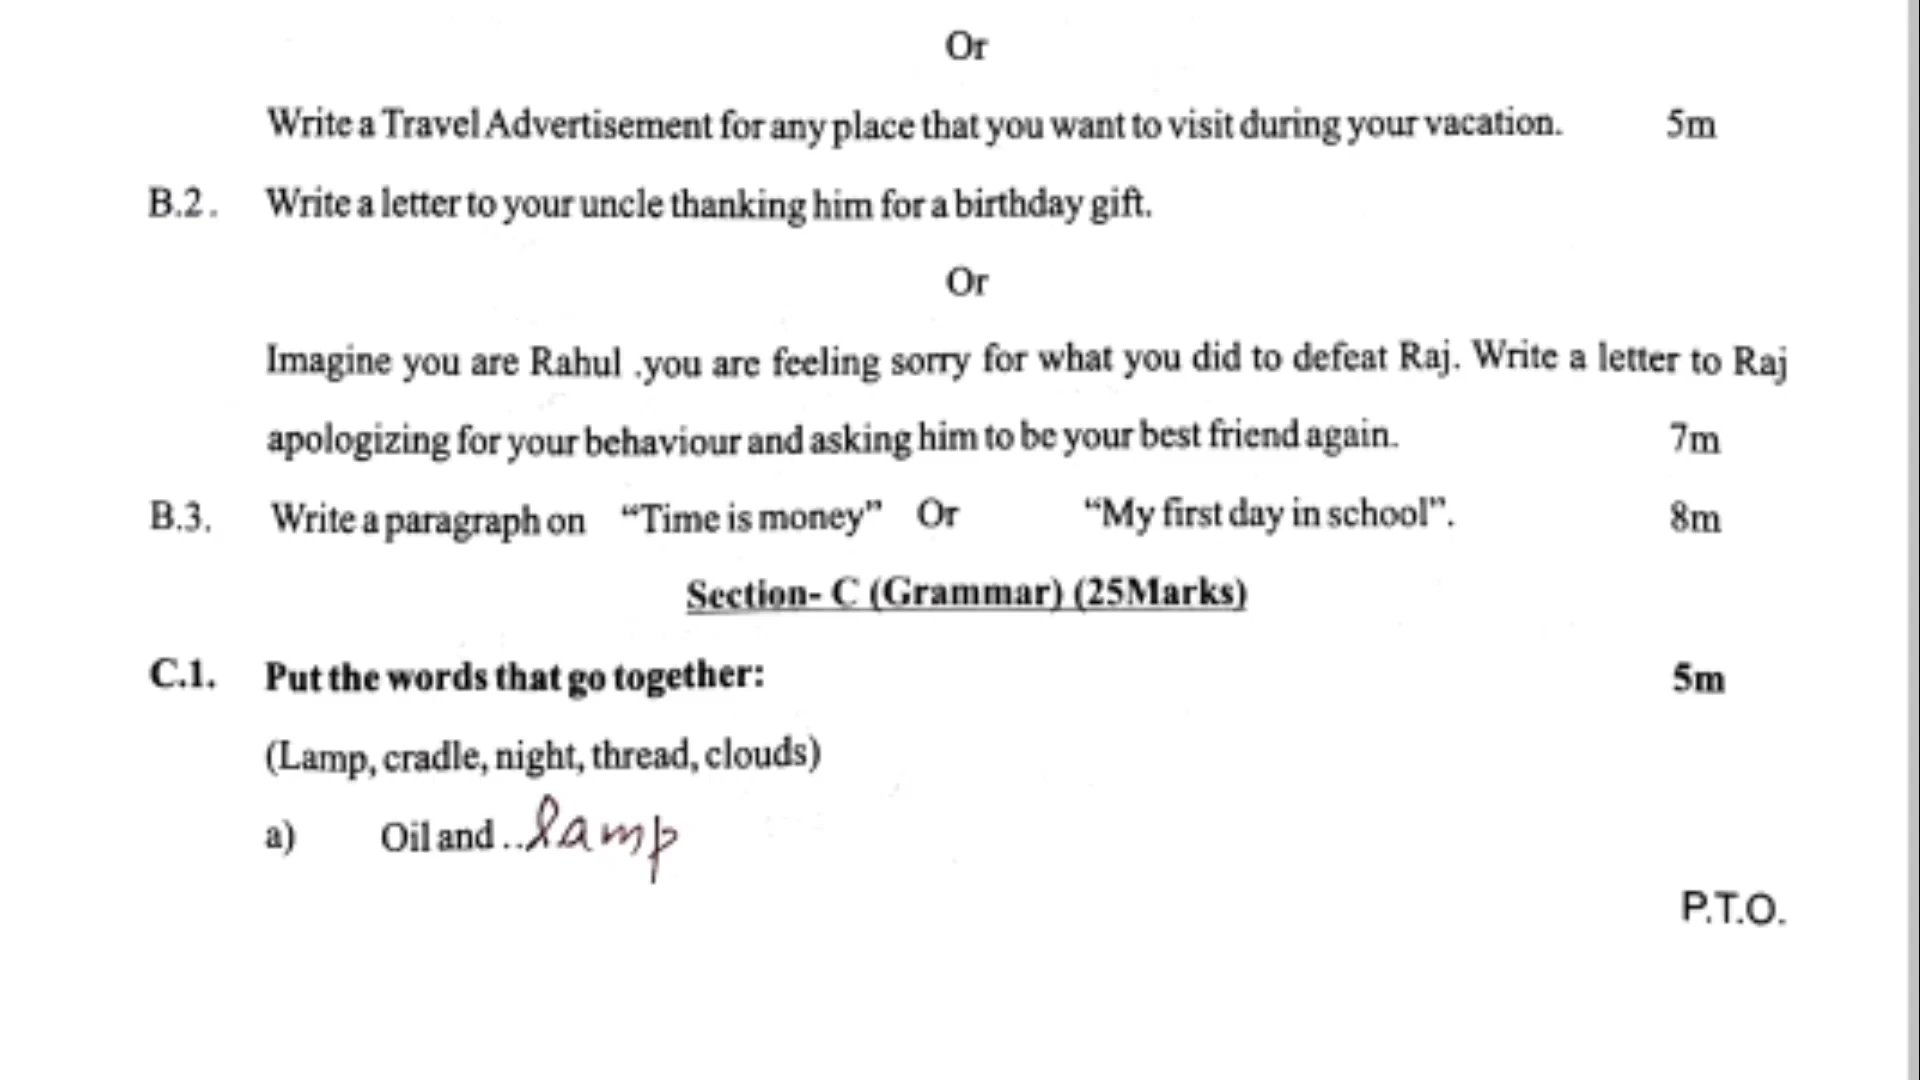 Or
Write a Travel Advertisement for any place that you want to visit during your vacation. 5m
B.2. Write a letter to your uncle thanking him for a birthday gift.
Or
Imagine you are Rahul .you are feeling sorry for what you did to defeat Raj. Write a letter to Raj
apologizing for your behaviour and asking him to be your best friend again. 7m
B.3. Write a paragraph on “Time is money” Or “My first day in school”. 8m
Section- C (Grammar) (25Marks)
C.1. Put the words that go together: 5m
(Lamp, cradle, night, thread, clouds)
a) Oil and ..lamp
P.T.O.